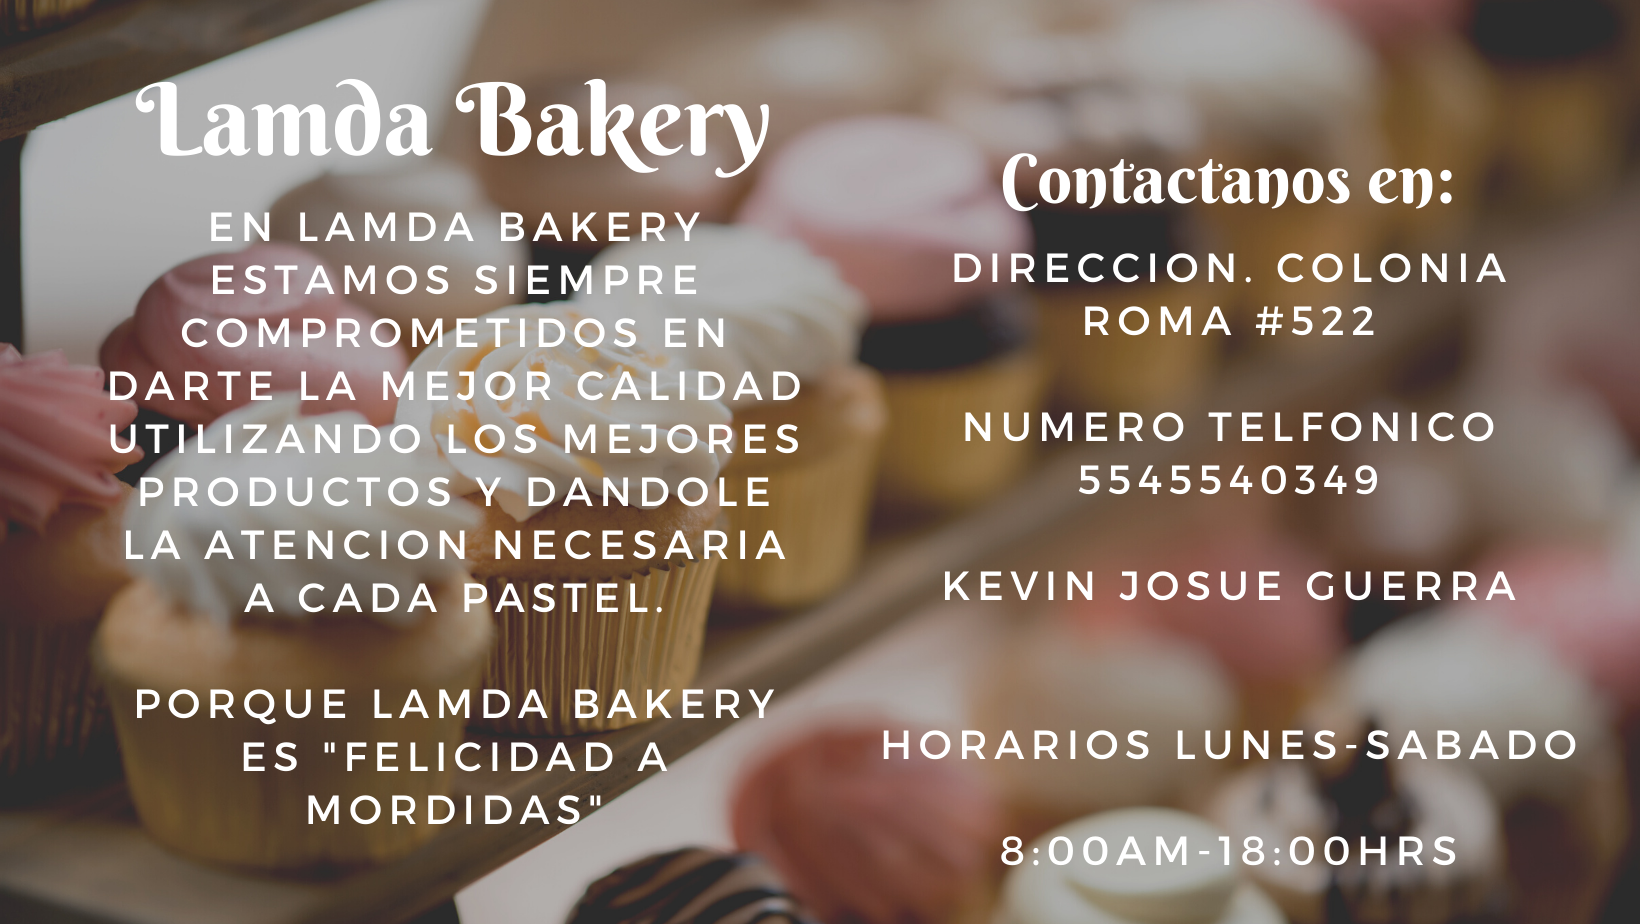 Lamda Bakery
EN LAMDA BAKERY
ESTAMOS SIEMPRE
COMPROMETIDOS EN
DARTE LA MEJOR CALIDAD
UTILIZANDO LOS MEJORES
PRODUCTOS Y DANDOLE
LA ATENCION NECESARIA
A CADA PASTEL.
PORQUE LAMDA BAKERY
ES "FELICIDAD A
MORDIDAS"
Contactanos en:
DIRECCION. COLONIA
ROMA #522
NUMERO TELFONICO
5545540349
KEVIN JOSUE GUERRA
HORARIOS LUNES-SABADO
8:00AM-18:00HRS